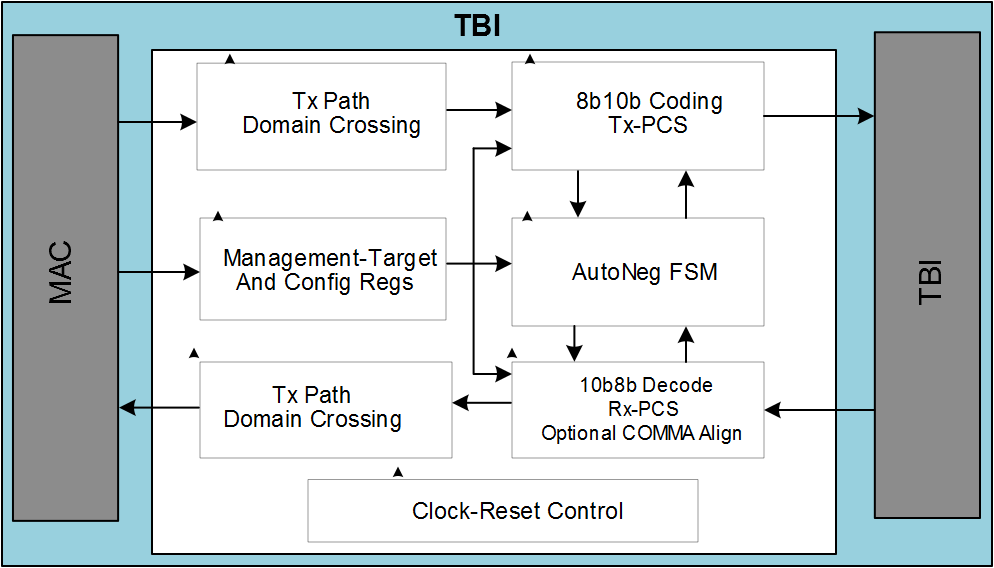 TBI
MAC
Tx Path
Domain Crossing
8b10b Coding
Tx-PCS
Management-Target
And Config Regs
AutoNeg FSM
Tx Path
Domain Crossing
10b8b Decode
Rx-PCS
Optional COMMA Align
Clock-Reset Control
TBI